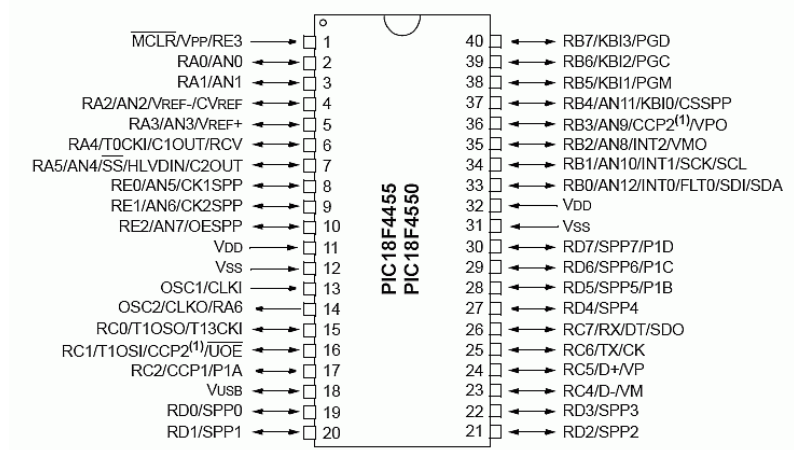 M̅C̅L̅R̅/VPP/RE3 1 40 RB7/KBI3/PGD
RA0/AN0 2 39 RB6/KBI2/PGC
RA1/AN1 3 38 RB5/KBI1/PGM
RA2/AN2/VREF-/CVREF 4 37 RB4/AN11/KBI0/CSSPP
RA3/AN3/VREF+ 5 36 RB3/AN9/CCP2(1)/VPO
RA4/T0CKI/C1OUT/RCV 6 35 RB2/AN8/INT2/VMO
RA5/AN4/S̅S̅/HLVDIN/C2OUT 7 34 RB1/AN10/INT1/SCK/SCL
RE0/AN5/CK1SPP 8 33 RB0/AN12/INT0/FLT0/SDI/SDA
RE1/AN6/CK2SPP 9 32 VDD
RE2/AN7/OESPP 10 31 VSS
VDD 11 30 RD7/SPP7/P1D
VSS 12 29 RD6/SPP6/P1C
OSC1/CLKI 13 28 RD5/SPP5/P1B
OSC2/CLKO/RA6 14 27 RD4/SPP4
RC0/T1OSO/T13CKI 15 26 RC7/RX/DT/SDO
RC1/T1OSI/CCP2(1)/U̅O̅E̅ 16 25 RC6/TX/CK
RC2/CCP1/P1A 17 24 RC5/D+/VP
VUSB 18 23 RC4/D-/VM
RD0/SPP0 19 22 RD3/SPP3
RD1/SPP1 20 21 RD2/SPP2
PIC18F4455
PIC18F4550